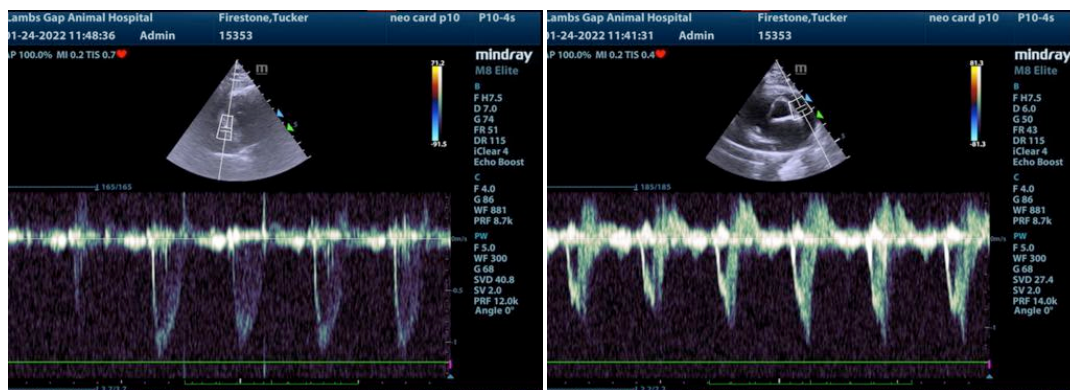 Lambs Gap Animal Hospital Firestone,Tucker neo card p10 P10-4s
01-24-2022 11:48:36 Admin 15353
AP 100.0% MI 0.2 TIS 0.7
mindray
M8 Elite
71.2
-91.5
m
5
B
F H7.5
D 7.0
G 74
FR 51
DR 115
iClear 4
Echo Boost
165/165
C
F 4.0
G 86
WF 881
PRF 8.7k
PW
F 5.0
WF 300
G 68
SVD 40.8
SV 2.0
PRF 12.0k
Angle 0°
0m/s
-0.5
-1
Lambs Gap Animal Hospital Firestone,Tucker neo card p10 P10-4s
01-24-2022 11:41:31 Admin 15353
AP 100.0% MI 0.2 TIS 0.4
mindray
M8 Elite
81.3
-81.3
m
5
B
F H7.5
D 6.0
G 50
FR 43
DR 115
iClear 4
Echo Boost
185/185
C
F 4.0
G 86
WF 881
PRF 8.7k
PW
F 5.0
WF 300
G 68
SVD 27.4
SV 2.0
PRF 14.0k
Angle 0°
0m/s
-1